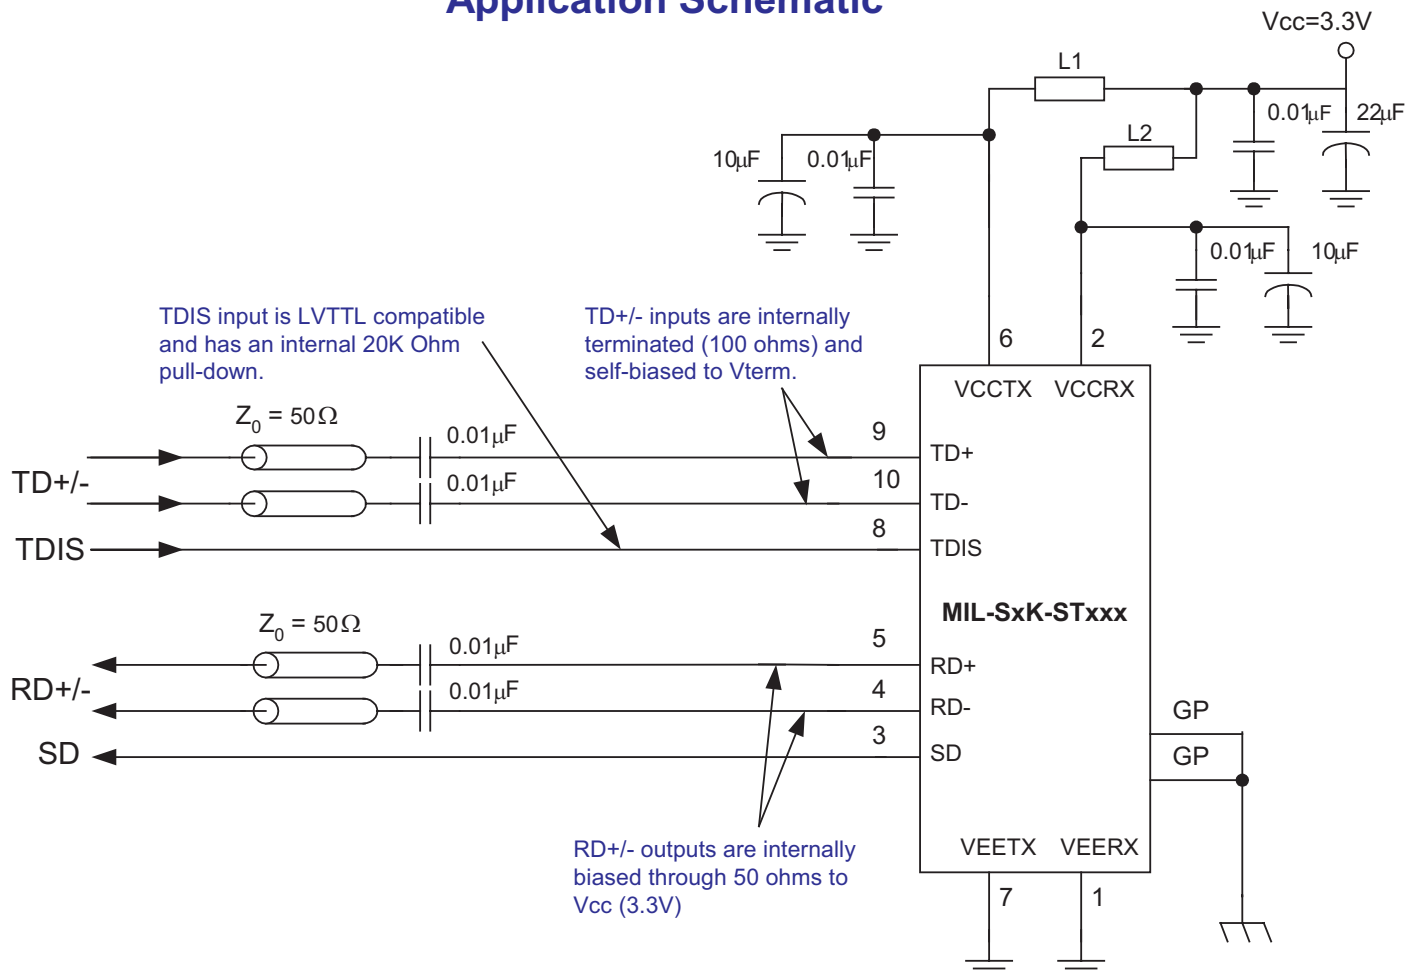 Application Schematic
Vcc=3.3V
L1
0.01µF
22µF
L2
10µF
0.01µF
0.01µF
10µF
TDIS input is LVTTL compatible
and has an internal 20K Ohm
pull-down.
TD+/- inputs are internally
terminated (100 ohms) and
self-biased to Vterm.
6
2
VCCTX
VCCRX
Z0 = 50Ω
0.01µF
9
TD+
TD+/-
0.01µF
10
TD-
TDIS
8
TDIS
MIL-SxK-STxxx
Z0 = 50Ω
0.01µF
5
RD+
RD+/-
0.01µF
4
RD-
SD
3
SD
GP
GP
RD+/- outputs are internally
biased through 50 ohms to
Vcc (3.3V)
VEETX
VEERX
7
1